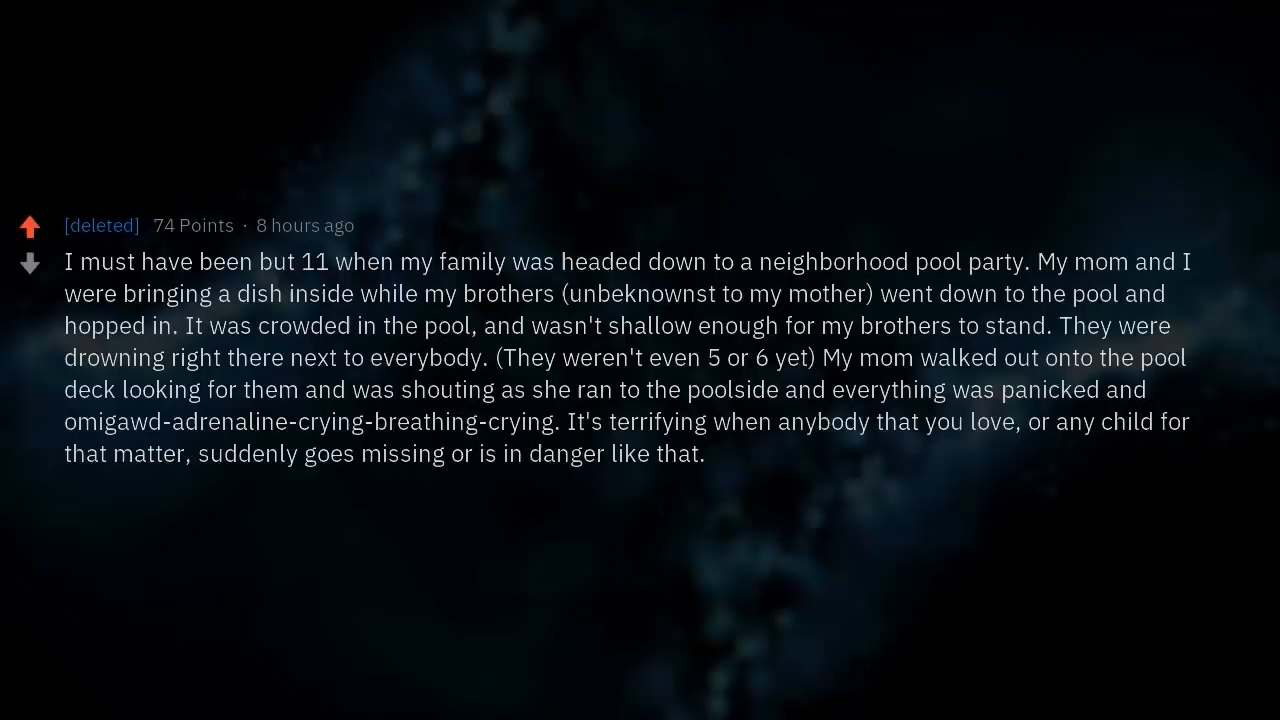 [deleted] 74 Points · 8 hours ago
I must have been but 11 when my family was headed down to a neighborhood pool party. My mom and I
were bringing a dish inside while my brothers (unbeknownst to my mother) went down to the pool and
hopped in. It was crowded in the pool, and wasn't shallow enough for my brothers to stand. They were
drowning right there next to everybody. (They weren't even 5 or 6 yet) My mom walked out onto the pool
deck looking for them and was shouting as she ran to the poolside and everything was panicked and
omigawd-adrenaline-crying-breathing-crying. It's terrifying when anybody that you love, or any child for
that matter, suddenly goes missing or is in danger like that.